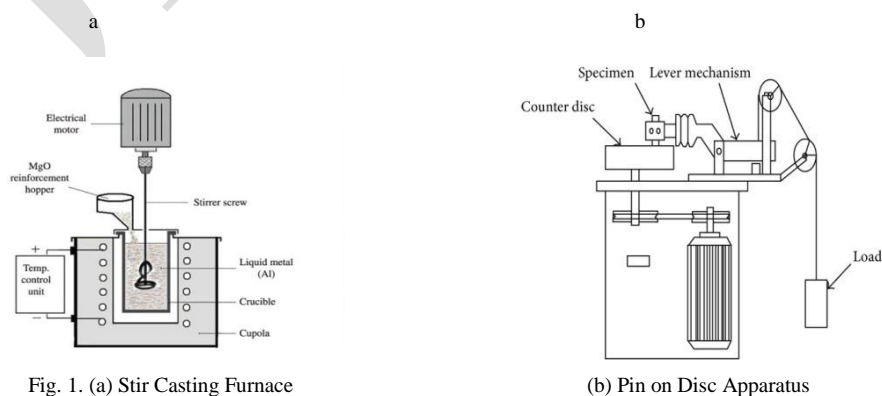 a
b
Electrical
motor
MgO
reinforcement
hopper
Stirrer screw
+
Temp.
control
unit
−
Liquid metal
(Al)
Crucible
Cupola
Specimen
Lever mechanism
Counter disc
Load
Fig. 1. (a) Stir Casting Furnace
(b) Pin on Disc Apparatus